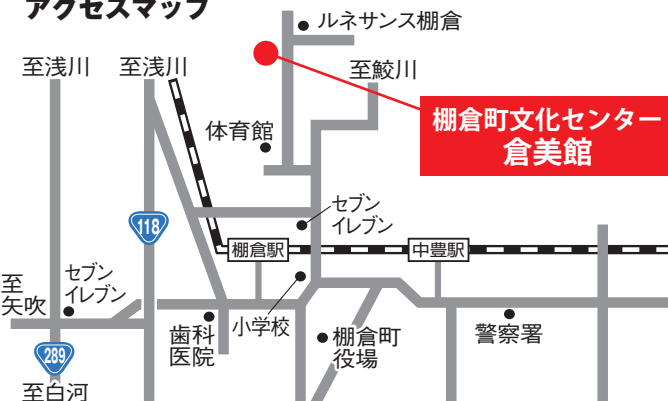 アクセスマップ
ルネサンス棚倉
至浅川
至浅川
至鮫川
棚倉町文化センター
倉美館
体育館
セブン
イレブン
118
棚倉駅
中豊駅
至
矢吹
セブン
イレブン
歯科
医院
小学校
棚倉町
役場
警察署
289
至白河